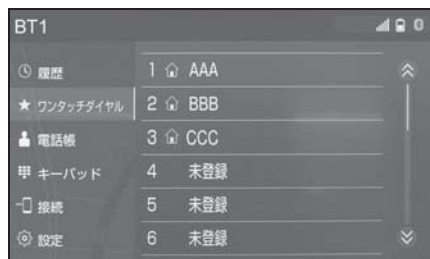 BT1
履歴
ワンタッチダイヤル
電話帳
キーパッド
接続
設定
1 AAA
2 BBB
3 CCC
4 未登録
5 未登録
6 未登録